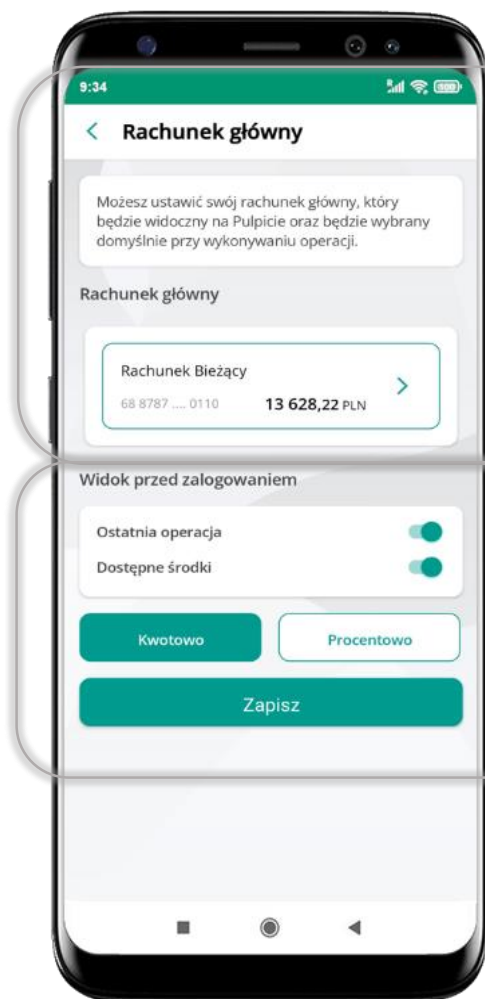 9:34
Rachunek główny
Możesz ustawić swój rachunek główny, który
będzie widoczny na Pulpicie oraz będzie wybrany
domyślnie przy wykonywaniu operacji.
Rachunek główny
Rachunek Bieżący
68 8787 .... 0110 13 628,22 PLN
Widok przed zalogowaniem
Ostatnia operacja
Dostępne środki
Kwotowo Procentowo
Zapisz